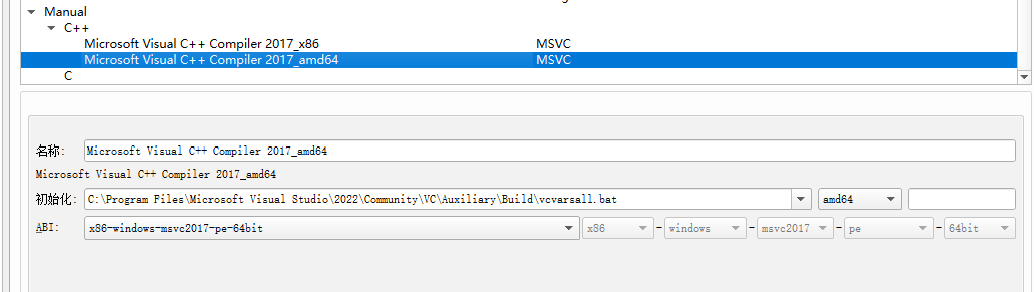 Manual
C++
Microsoft Visual C++ Compiler 2017_x86 MSVC
Microsoft Visual C++ Compiler 2017_amd64 MSVC
C
名称: Microsoft Visual C++ Compiler 2017_amd64
Microsoft Visual C++ Compiler 2017_amd64
初始化: C:\Program Files\Microsoft Visual Studio\2022\Community\VC\Auxiliary\Build\vcvarsall.bat amd64
ABI: x86-windows-msvc2017-pe-64bit x86 - windows - msvc2017 - pe - 64bit